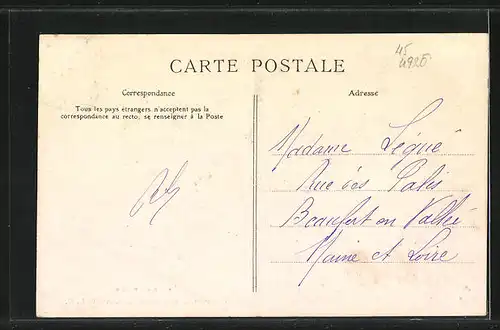 45
4920
CARTE POSTALE
Correspondance
Tous les pays étrangers n'acceptent pas la
correspondance au recto, se renseigner à la Poste
Adresse
Madame Légué
Rue des
Beaufort en Vallée
Maine et Loire